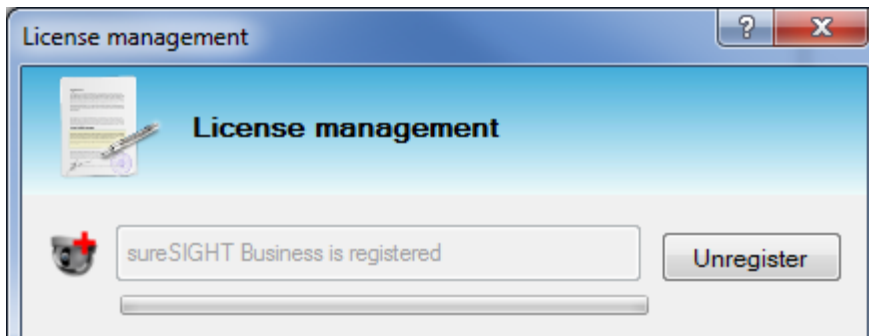 License management
License management
sureSIGHT Business is registered
Unregister